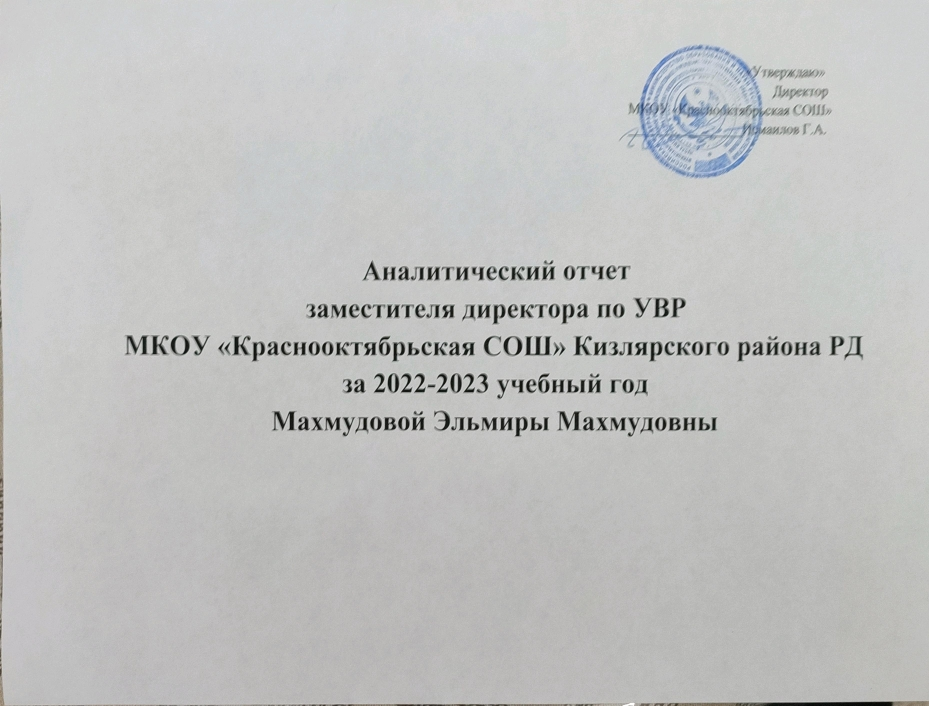 «Утверждаю»
Директор
МКОУ «Краснооктябрьская СОШ»
Исмаилов Г.А.
Аналитический отчет
заместителя директора по УВР
МКОУ «Краснооктябрьская СОШ» Кизлярского района РД
за 2022-2023 учебный год
Махмудовой Эльмиры Махмудовны